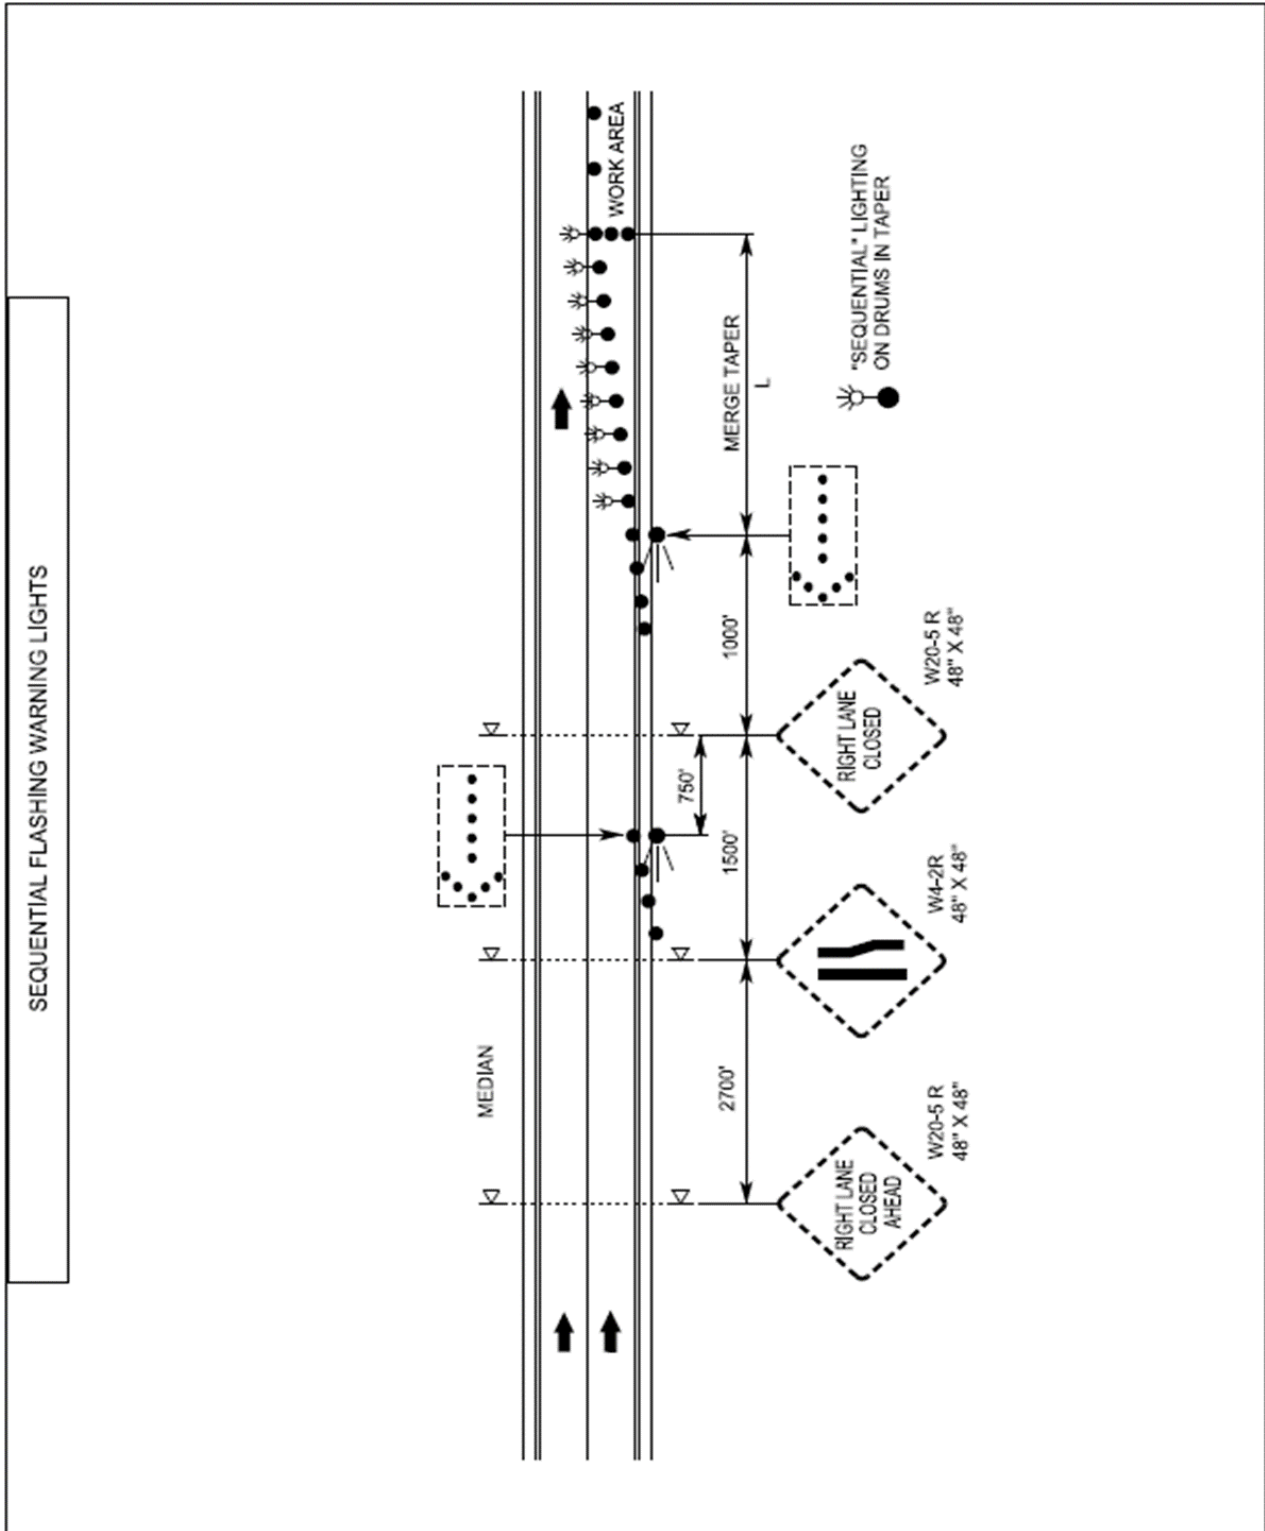 SEQUENTIAL FLASHING WARNING LIGHTS
WORK AREA
"SEQUENTIAL" LIGHTING
ON DRUMS IN TAPER
MERGE TAPER
L
1000'
W20-5 R
48" X 48"
RIGHT LANE
CLOSED
750'
1500'
W4-2R
48" X 48"
MEDIAN
2700'
W20-5 R
48" X 48"
RIGHT LANE
CLOSED
AHEAD